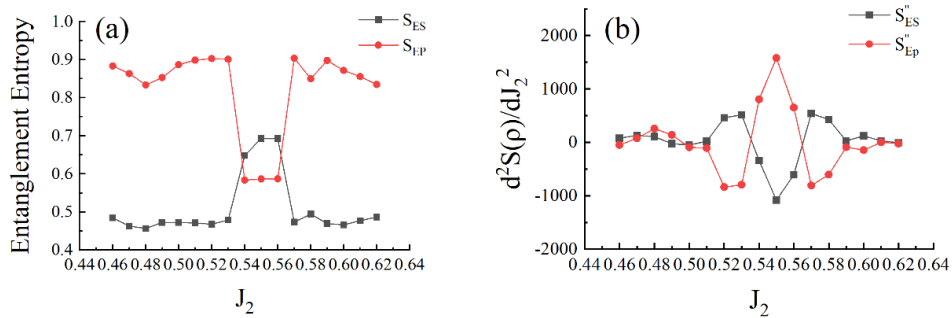 (a)
S_ES
S_EP
Entanglement Entropy
1.0
0.9
0.8
0.7
0.6
0.5
0.4
0.44 0.46 0.48 0.50 0.52 0.54 0.56 0.58 0.60 0.62 0.64
J_2
(b)
S''_ES
S''_Ep
d²S(ρ)/dJ_2²
2000
1000
0
-1000
-2000
0.44 0.46 0.48 0.50 0.52 0.54 0.56 0.58 0.60 0.62 0.64
J_2